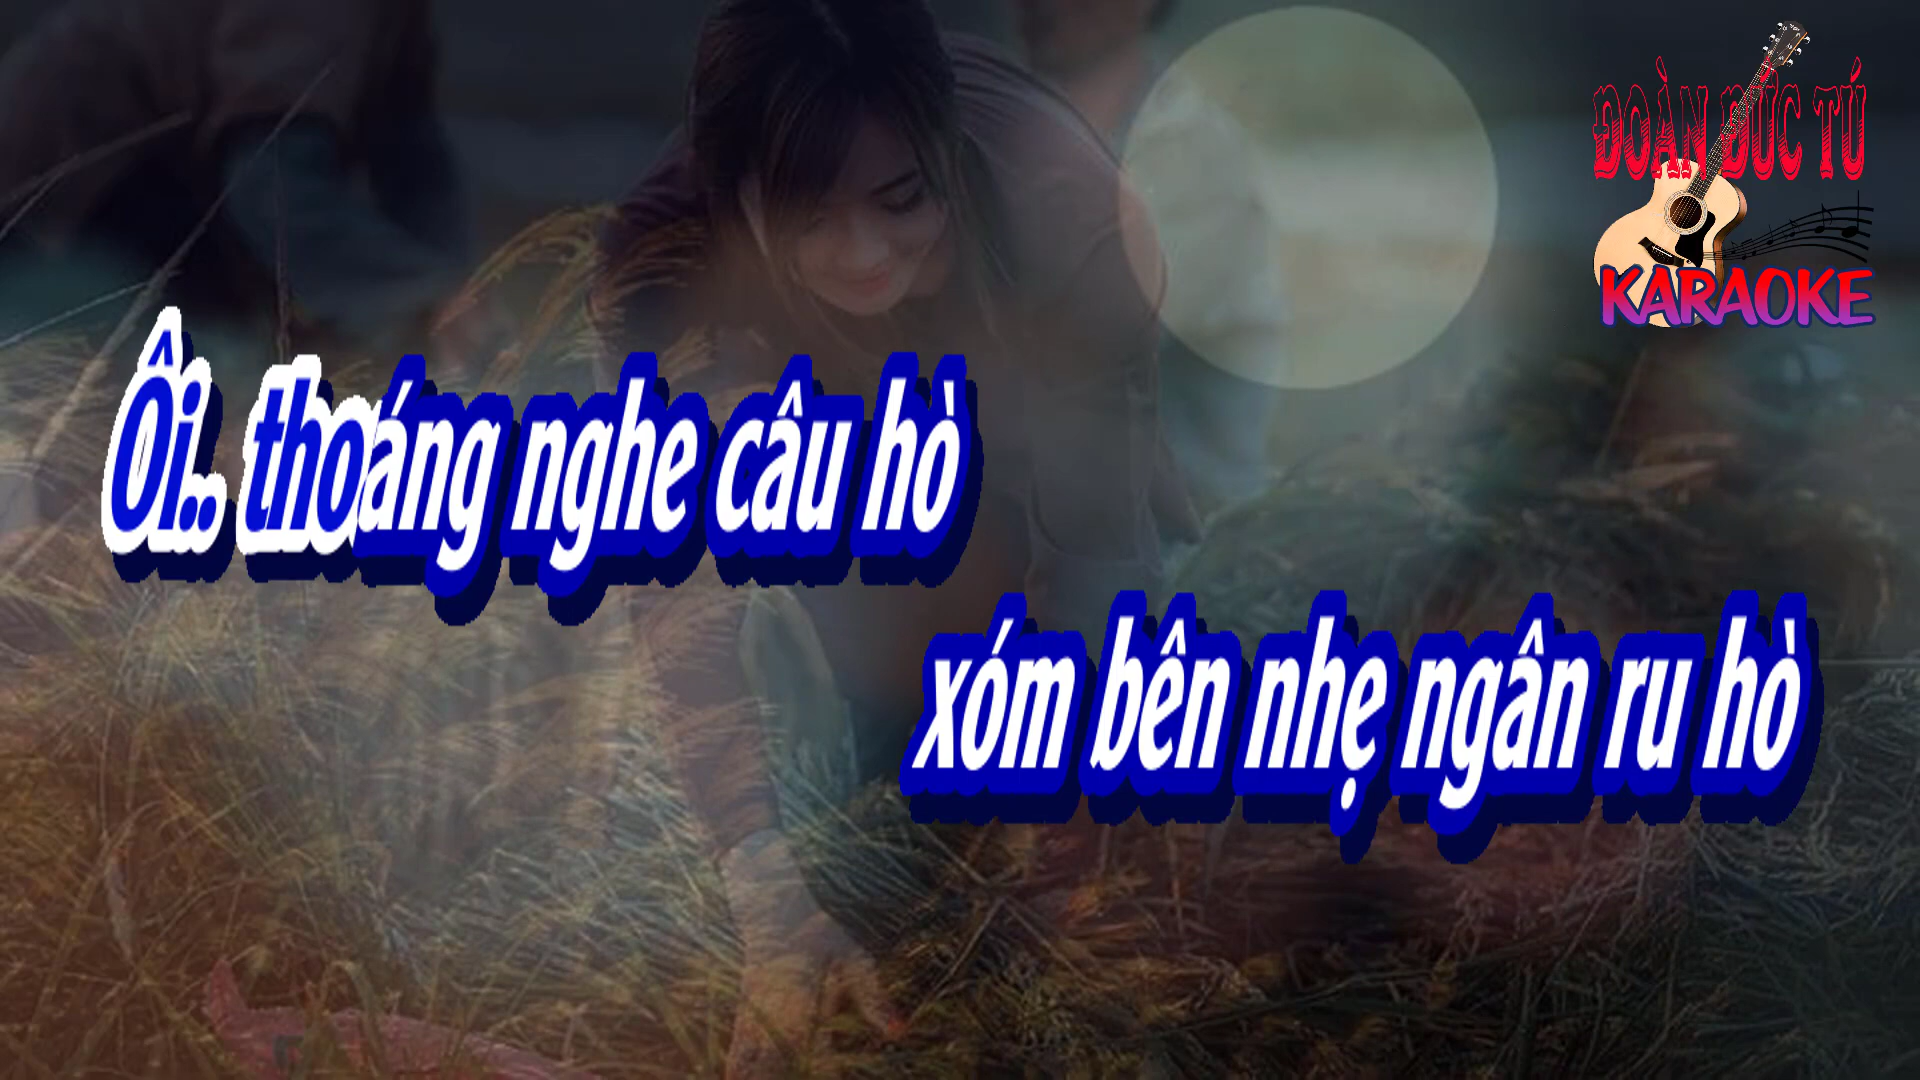 ĐOÀN ĐỨC TÚ
KARAOKE
Ôi.. thoáng nghe câu hò
xóm bên nhẹ ngân ru hò